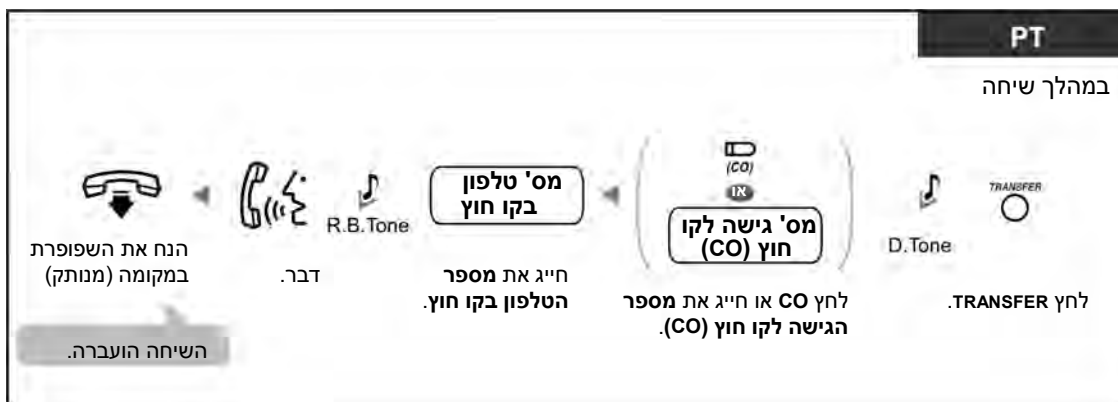 PT
במהלך שיחה
TRANSFER
D.Tone
(CO)
או
מס' גישה לקו
חוץ (CO)
מס' טלפון
בקו חוץ
R.B.Tone
לחץ TRANSFER.
לחץ CO או חייג את מספר
הגישה לקו חוץ (CO).
חייג את מספר
הטלפון בקו חוץ.
דבר.
הנח את השפופרת
במקומה (מנותק)
השיחה הועברה.